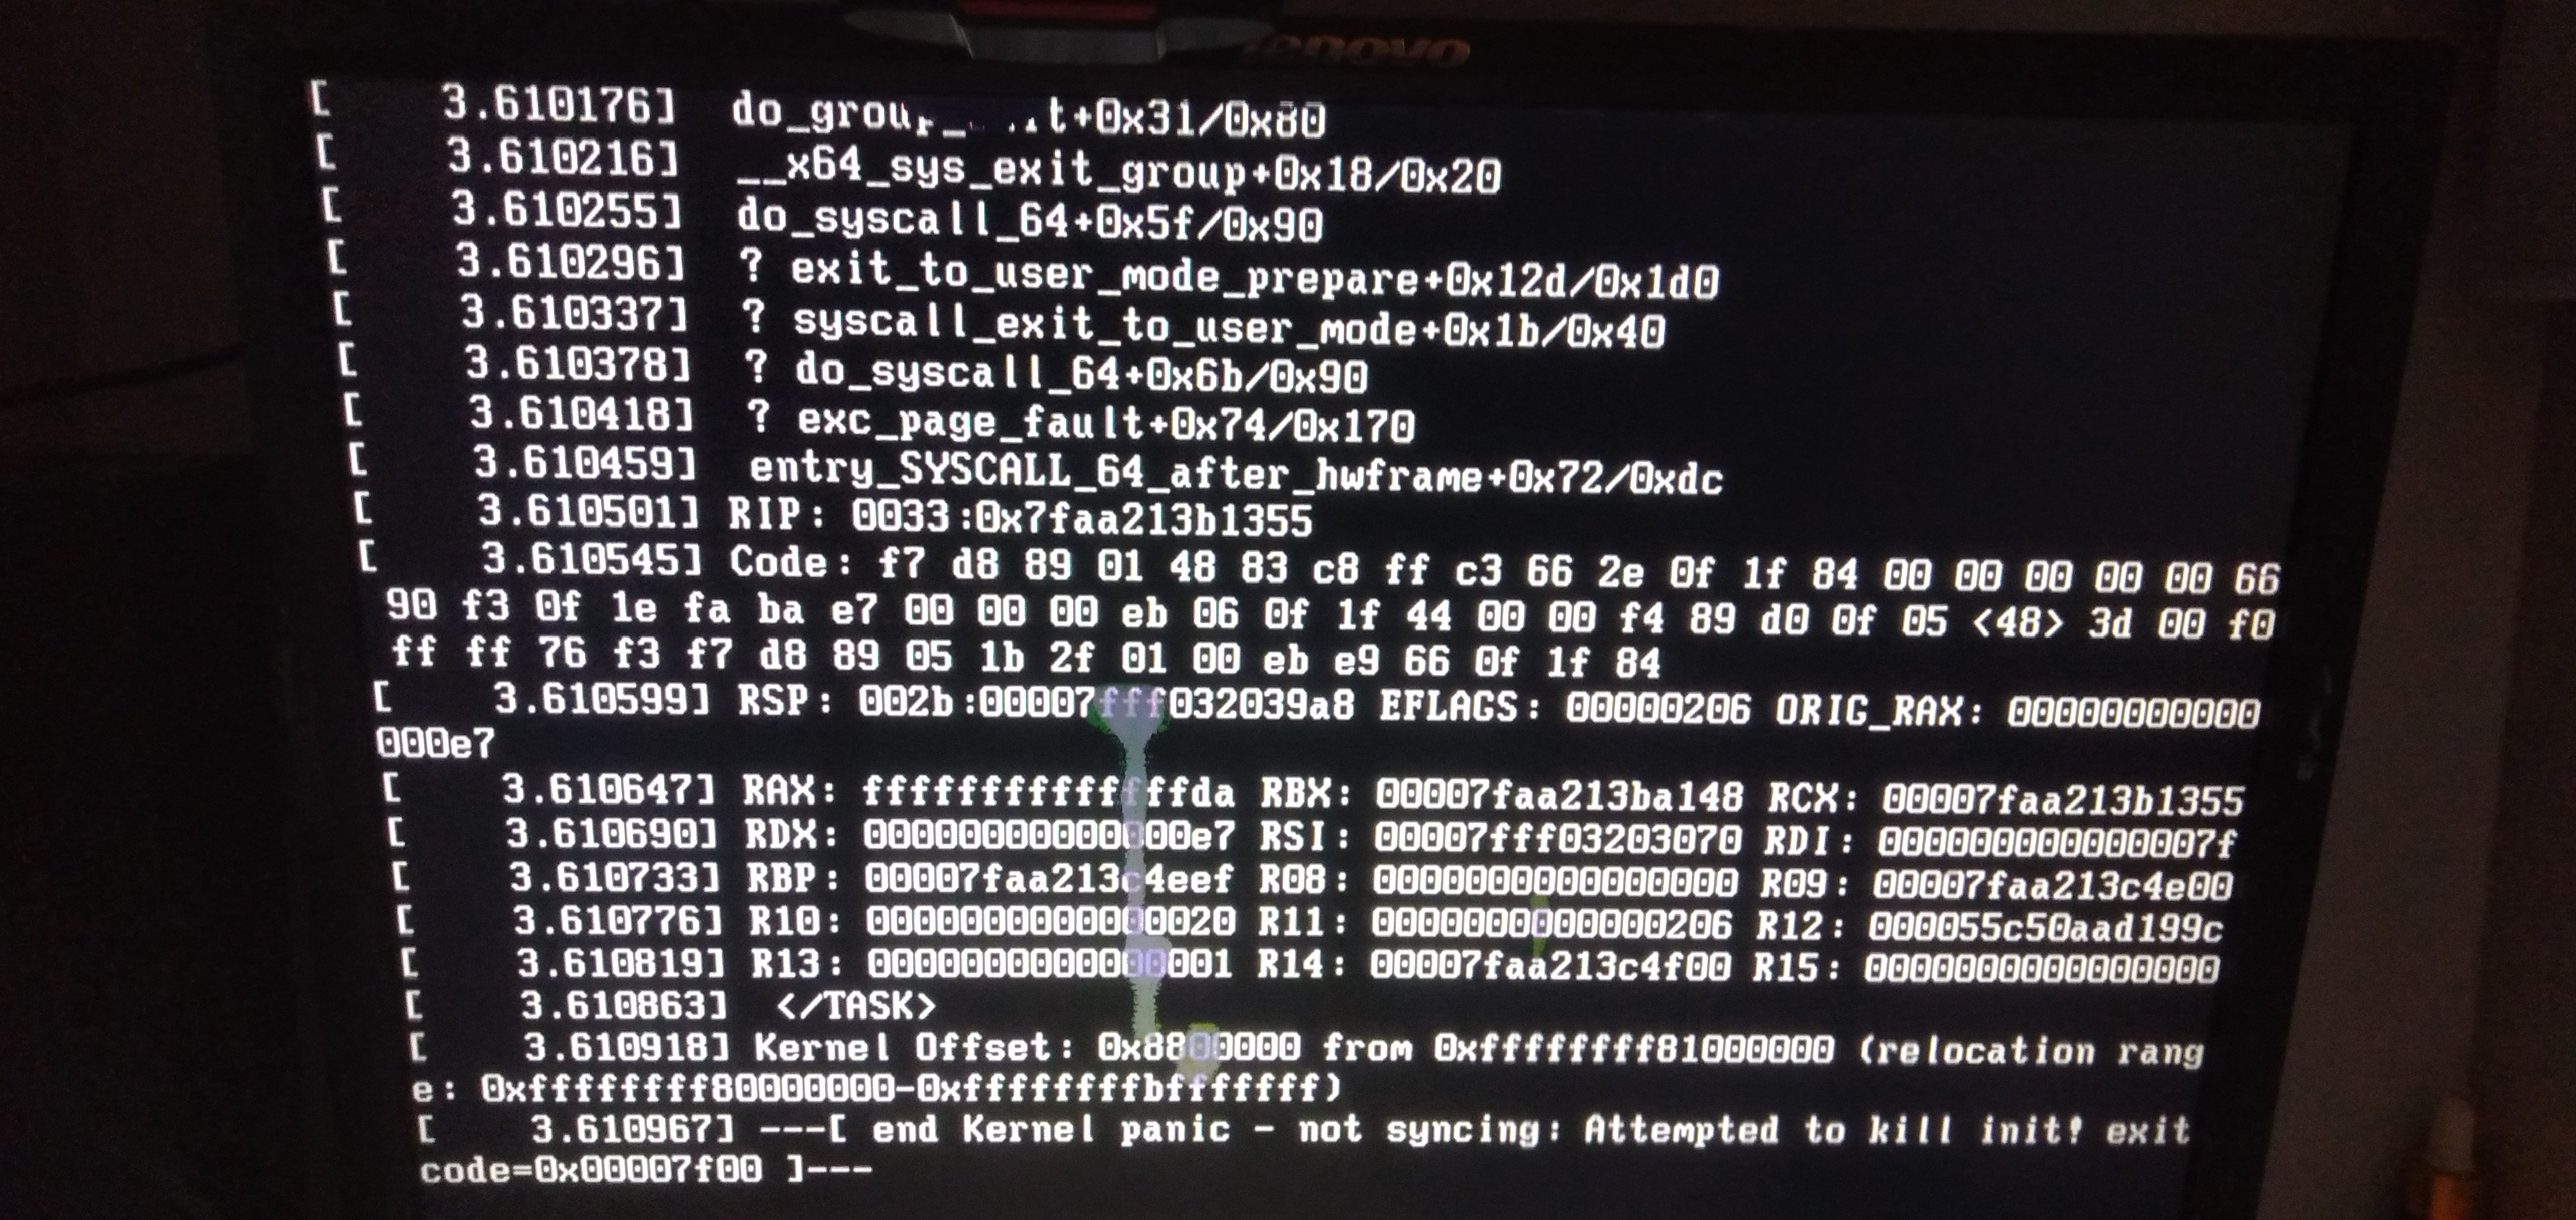 lenovo
[    3.610176]  do_group_ t+0x31/0x80
[    3.610216]  __x64_sys_exit_group+0x18/0x20
[    3.610255]  do_syscall_64+0x5f/0x90
[    3.610296]  ? exit_to_user_mode_prepare+0x12d/0x1d0
[    3.610337]  ? syscall_exit_to_user_mode+0x1b/0x40
[    3.610378]  ? do_syscall_64+0x6b/0x90
[    3.610418]  ? exc_page_fault+0x74/0x170
[    3.610459]  entry_SYSCALL_64_after_hwframe+0x72/0xdc
[    3.610501] RIP: 0033:0x7faa213b1355
[    3.610545] Code: f7 d8 89 01 48 83 c8 ff c3 66 2e 0f 1f 84 00 00 00 00 00 66
90 f3 0f 1e fa ba e7 00 00 00 eb 06 0f 1f 44 00 00 f4 89 d0 0f 05 <48> 3d 00 f0
ff ff 76 f3 f7 d8 89 05 1b 2f 01 00 eb e9 66 0f 1f 84
[    3.610599] RSP: 002b:00007fff032039a8 EFLAGS: 00000206 ORIG_RAX: 00000000000
000e7
[    3.610647] RAX: ffffffffffffffda RBX: 00007faa213ba148 RCX: 00007faa213b1355
[    3.610690] RDX: 00000000000000e7 RSI: 00007fff03203070 RDI: 000000000000007f
[    3.610733] RBP: 00007faa213c4eef R08: 0000000000000000 R09: 00007faa213c4e00
[    3.610776] R10: 0000000000000020 R11: 0000000000000206 R12: 000055c50aad199c
[    3.610819] R13: 0000000000000001 R14: 00007faa213c4f00 R15: 0000000000000000
[    3.610863]  </TASK>
[    3.610918] Kernel Offset: 0x8800000 from 0xffffffff81000000 (relocation rang
e: 0xffffffff80000000-0xffffffffbfffffff)
[    3.610967] ---[ end Kernel panic - not syncing: Attempted to kill init! exit
code=0x00007f00 ]---